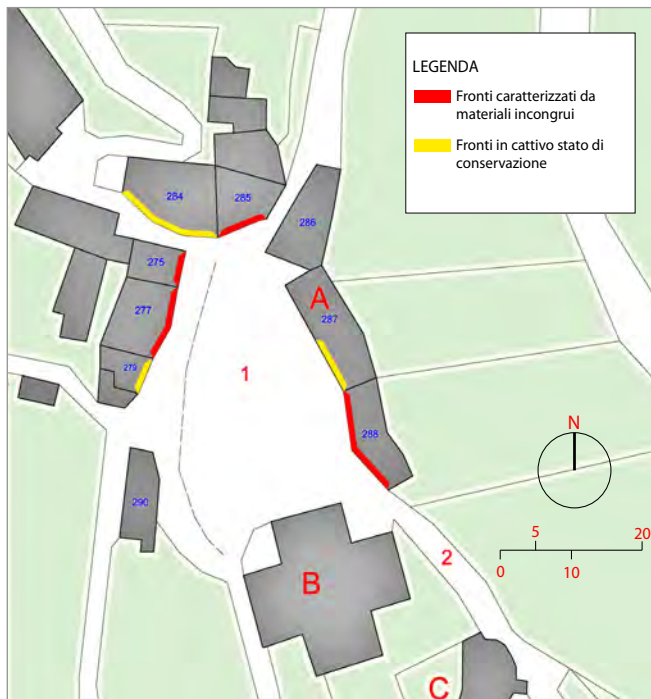 LEGENDA
Fronti caratterizzati da
materiali incongrui
Fronti in cattivo stato di
conservazione
284
285
286
275
A
287
277
279
1
288
290
N
5
20
0
10
2
B
C